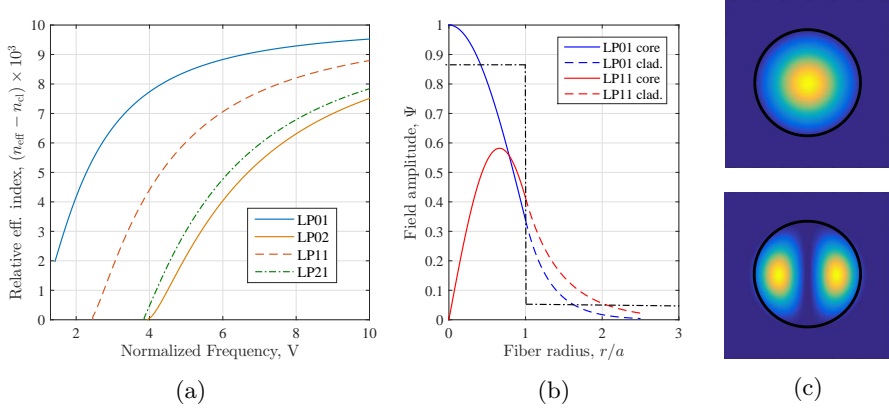 Relative eff. index, (n_eff − n_cl) × 10^3
10
9
8
7
6
5
4
3
2
1
0
LP01
LP02
LP11
LP21
2
4
6
8
10
Normalized Frequency, V
(a)
Field amplitude, Ψ
1
0.9
0.8
0.7
0.6
0.5
0.4
0.3
0.2
0.1
0
LP01 core
LP01 clad.
LP11 core
LP11 clad.
0
1
2
3
Fiber radius, r/a
(b)
(c)